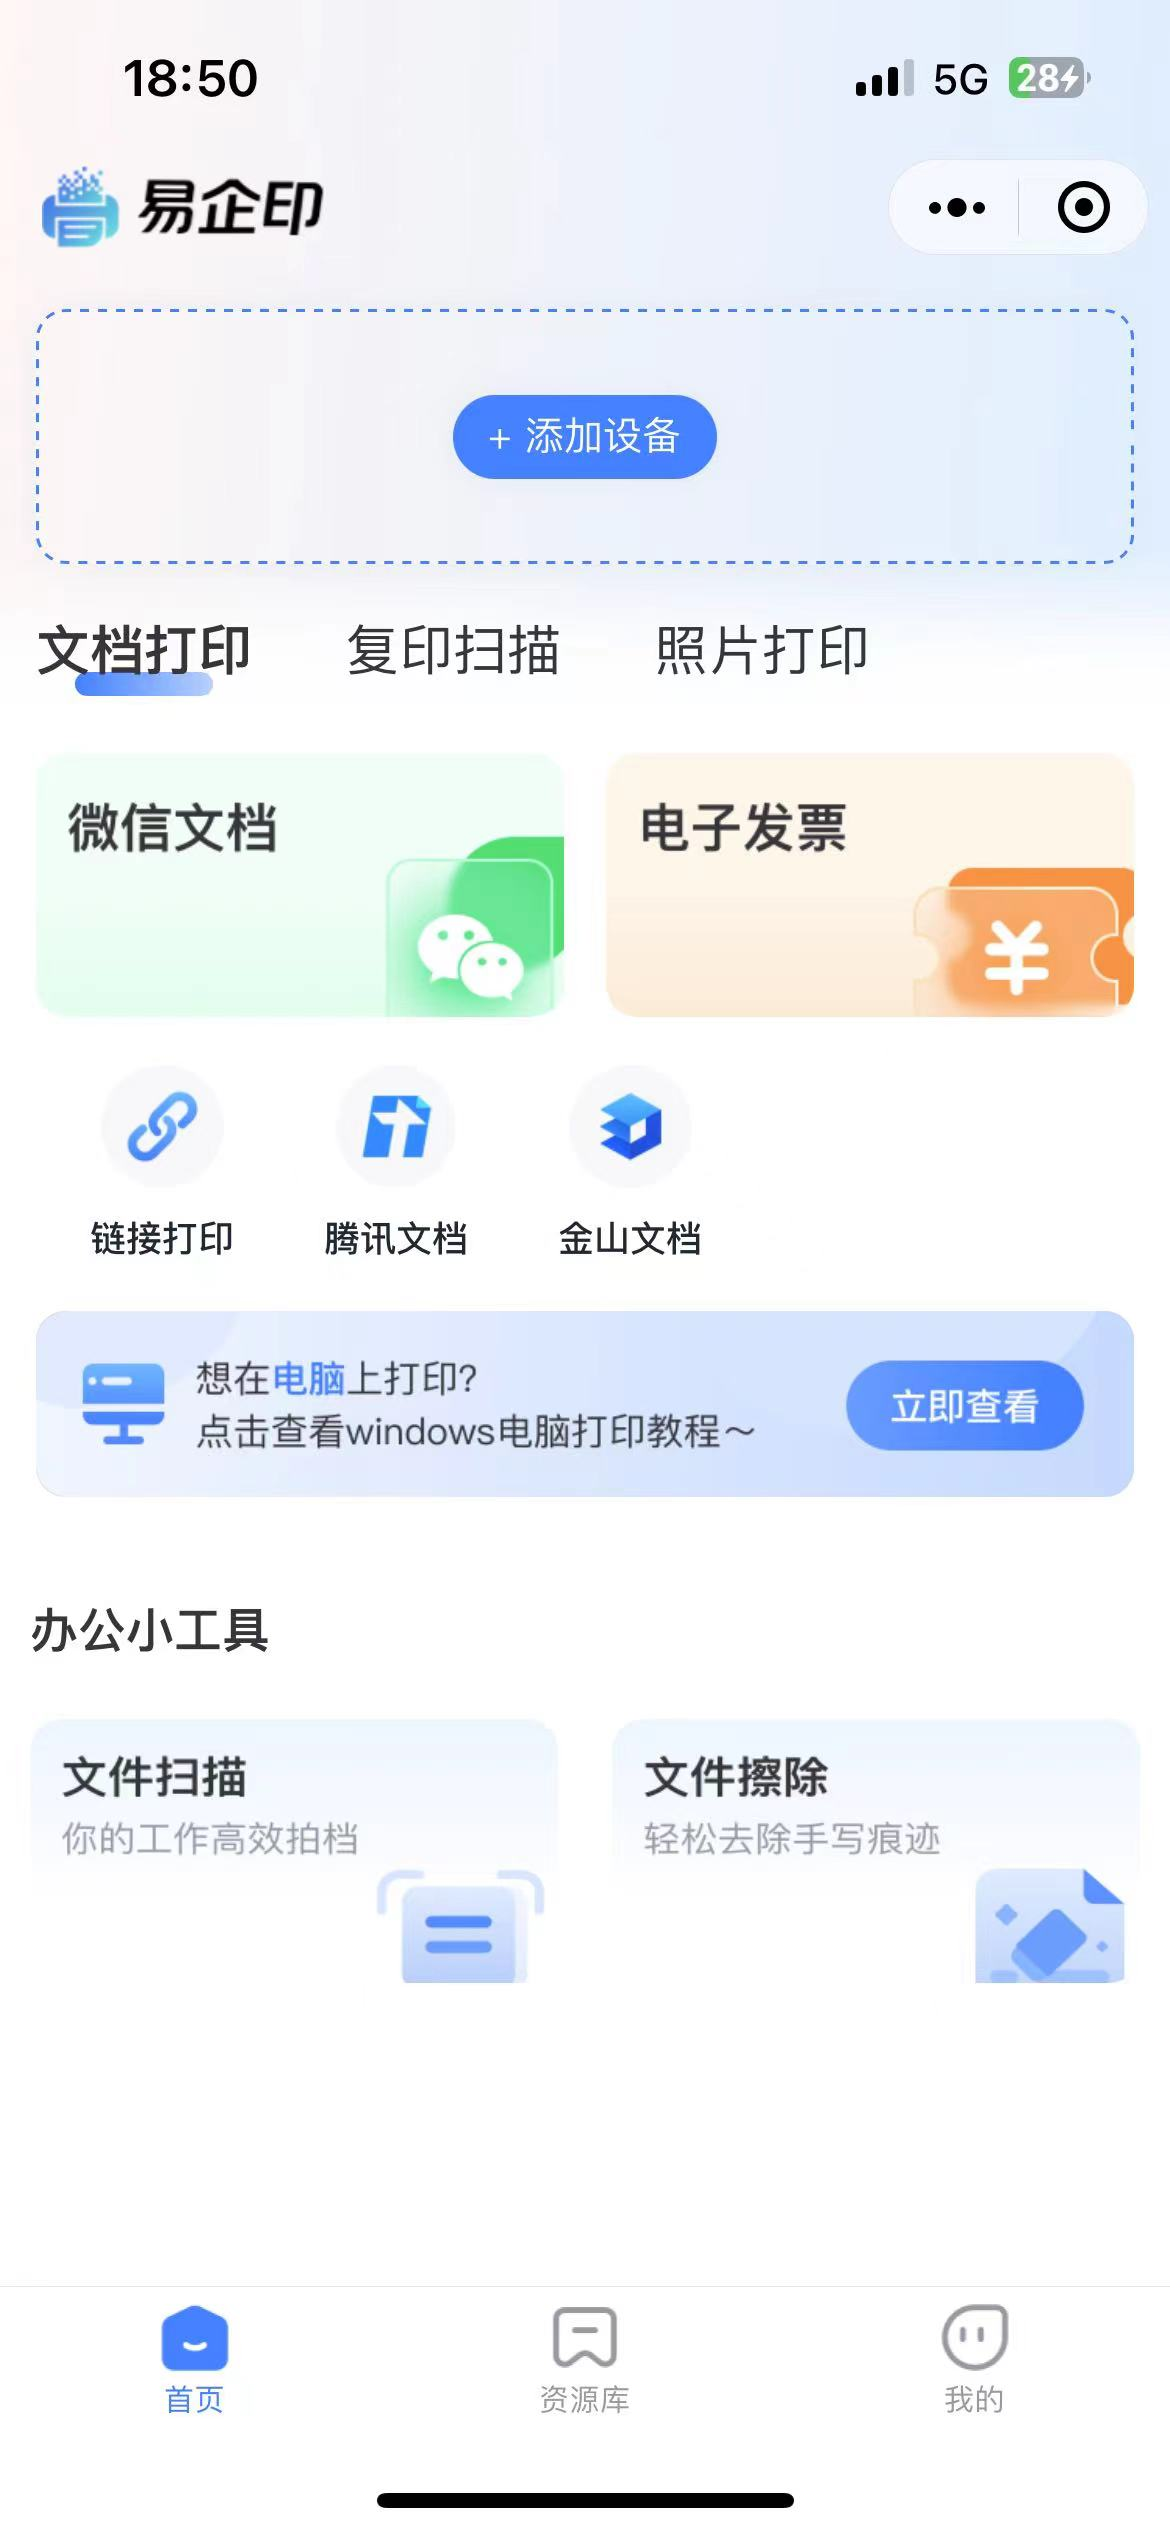 18:50
5G 28
易企印
+ 添加设备
文档打印 复印扫描 照片打印
微信文档 电子发票
¥
链接打印 腾讯文档 金山文档
想在电脑上打印?
点击查看windows电脑打印教程～
立即查看
办公小工具
文件扫描 文件擦除
你的工作高效拍档 轻松去除手写痕迹
首页 资源库 我的